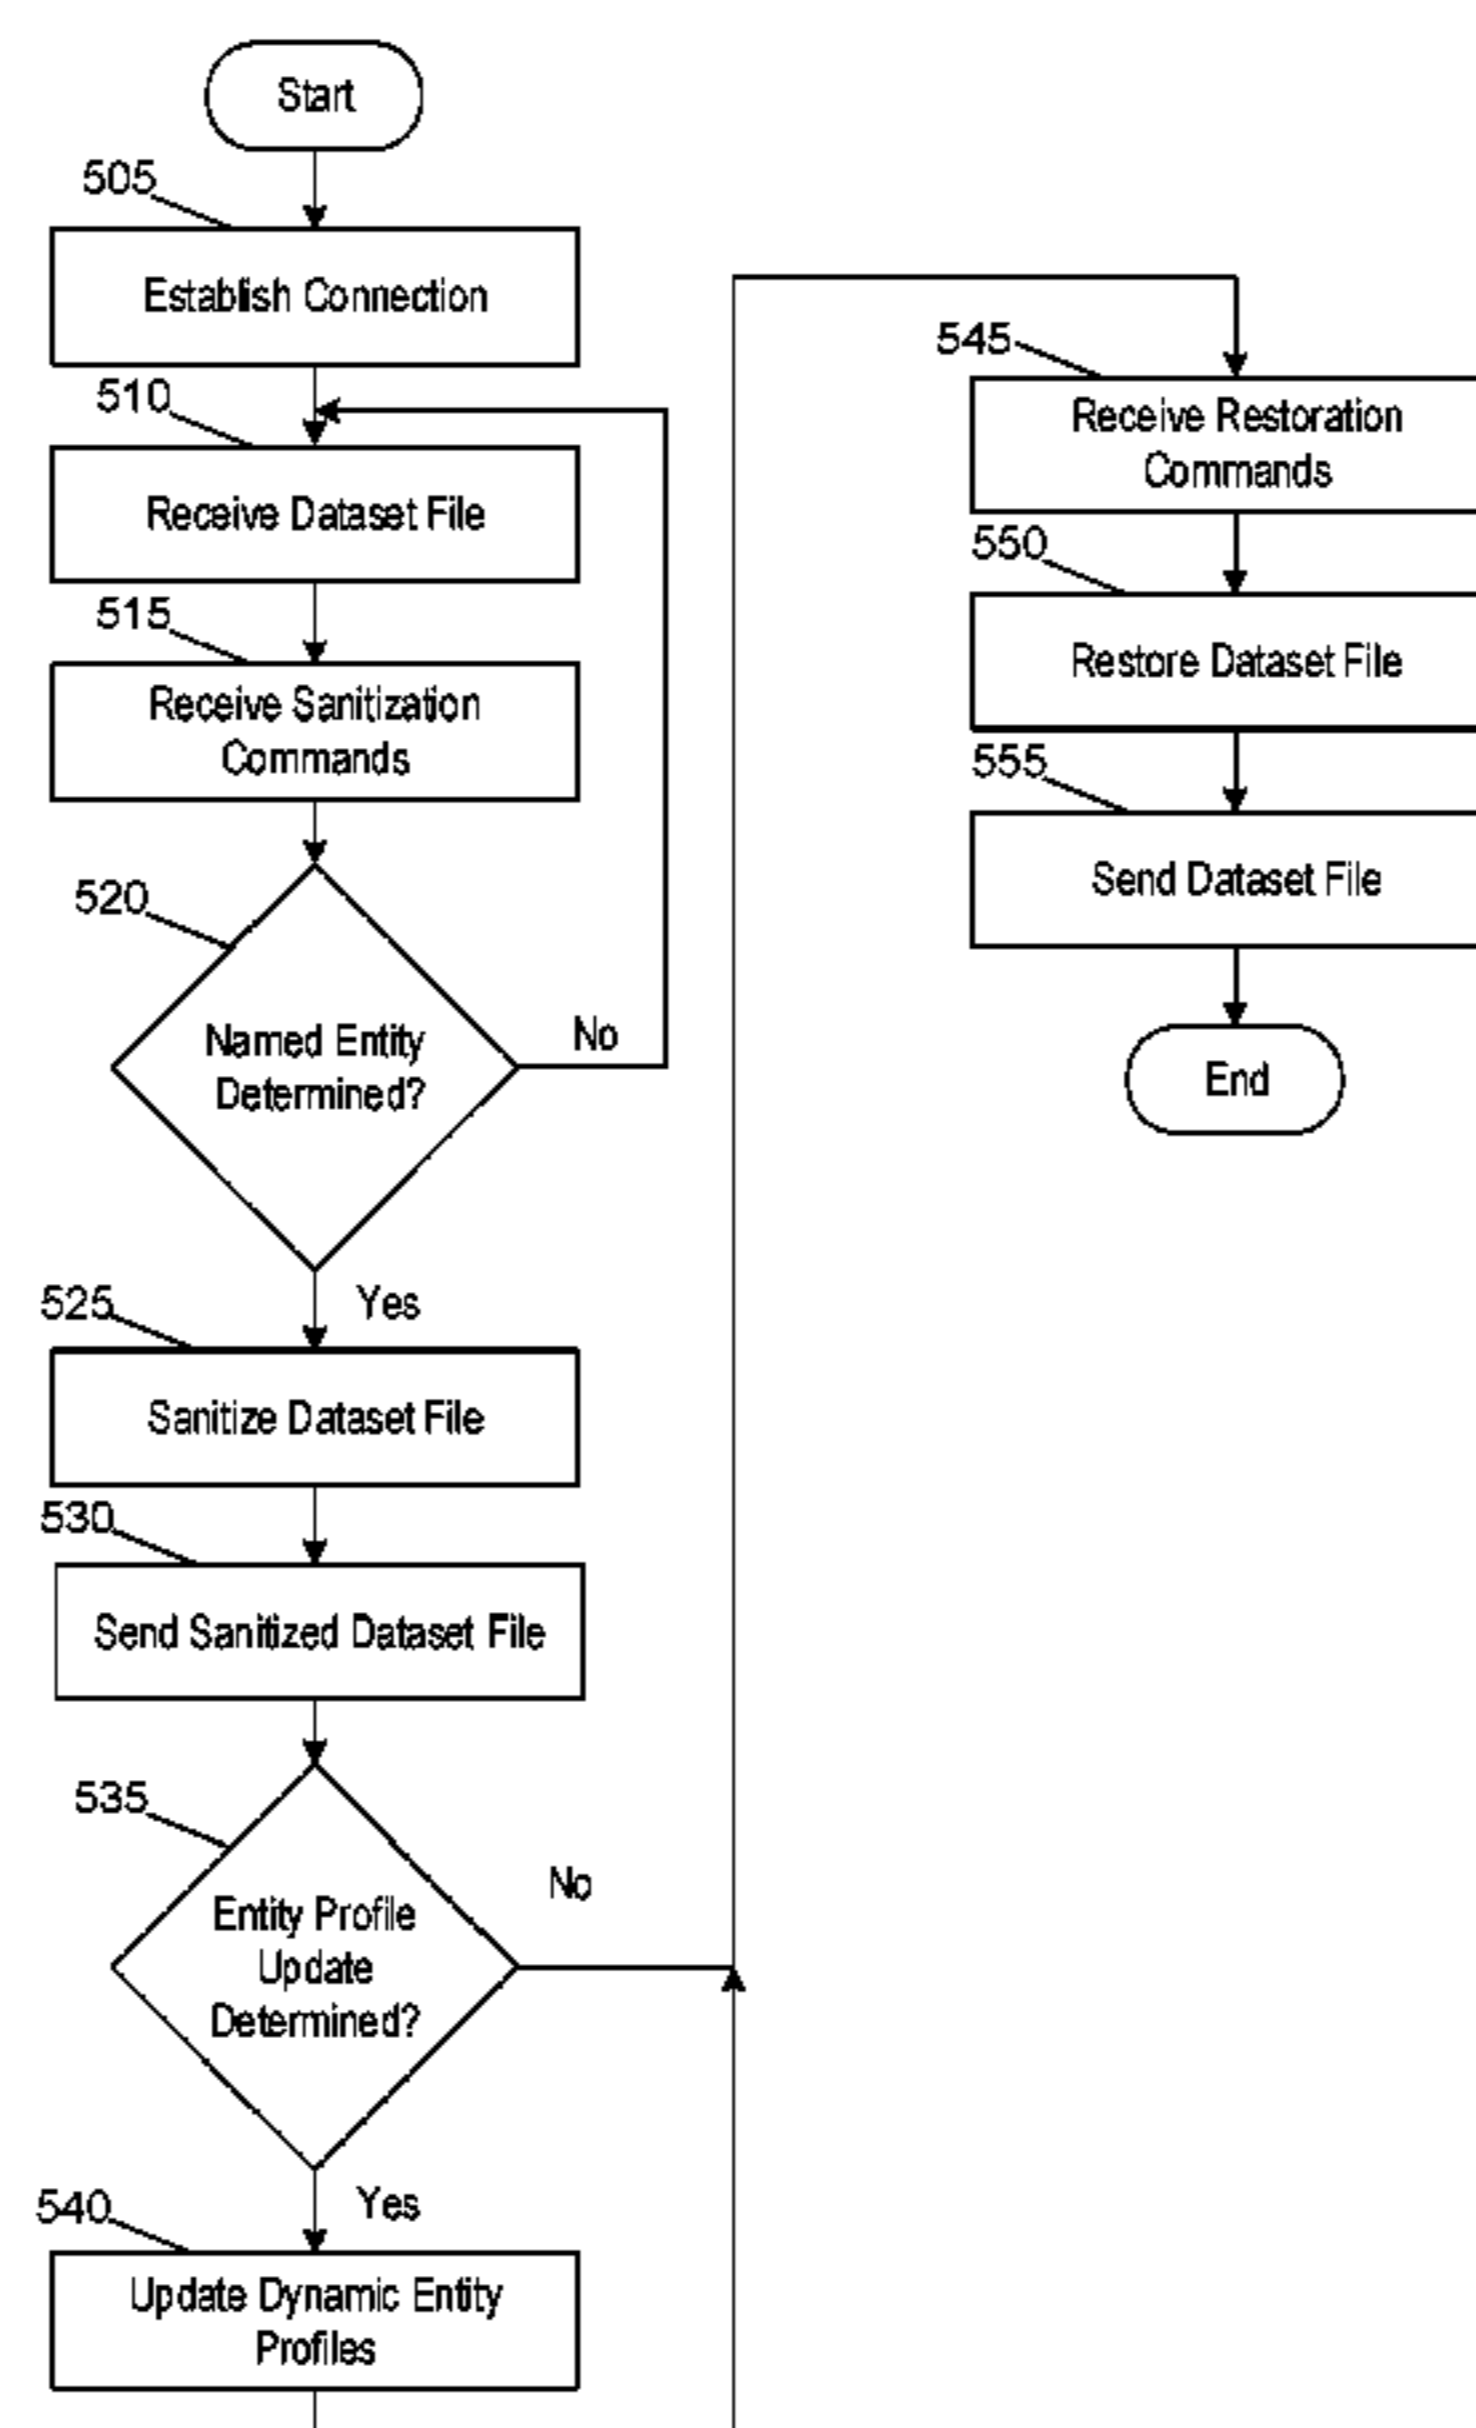 Start
505
Establish Connection
510
Receive Dataset File
515
Receive Sanitization
Commands
520
Named Entity
Determined?
No
Yes
525
Sanitize Dataset File
530
Send Sanitized Dataset File
535
Entity Profile
Update
Determined?
No
Yes
540
Update Dynamic Entity
Profiles
545
Receive Restoration
Commands
550
Restore Dataset File
555
Send Dataset File
End